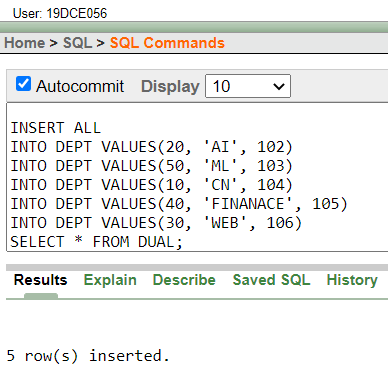 User: 19DCE056
Home > SQL > SQL Commands
Autocommit Display 10
INSERT ALL
INTO DEPT VALUES(20, 'AI', 102)
INTO DEPT VALUES(50, 'ML', 103)
INTO DEPT VALUES(10, 'CN', 104)
INTO DEPT VALUES(40, 'FINANACE', 105)
INTO DEPT VALUES(30, 'WEB', 106)
SELECT * FROM DUAL;
Results Explain Describe Saved SQL History
5 row(s) inserted.